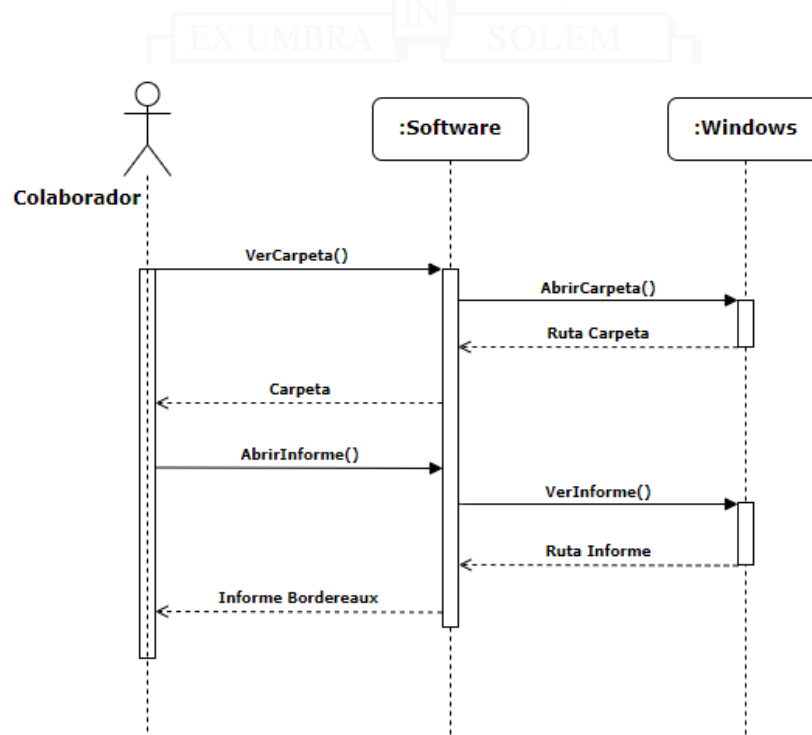 EX UMBRA IN SOLEM
:Software
:Windows
Colaborador
VerCarpeta()
AbrirCarpeta()
Ruta Carpeta
Carpeta
AbrirInforme()
VerInforme()
Ruta Informe
Informe Bordereaux